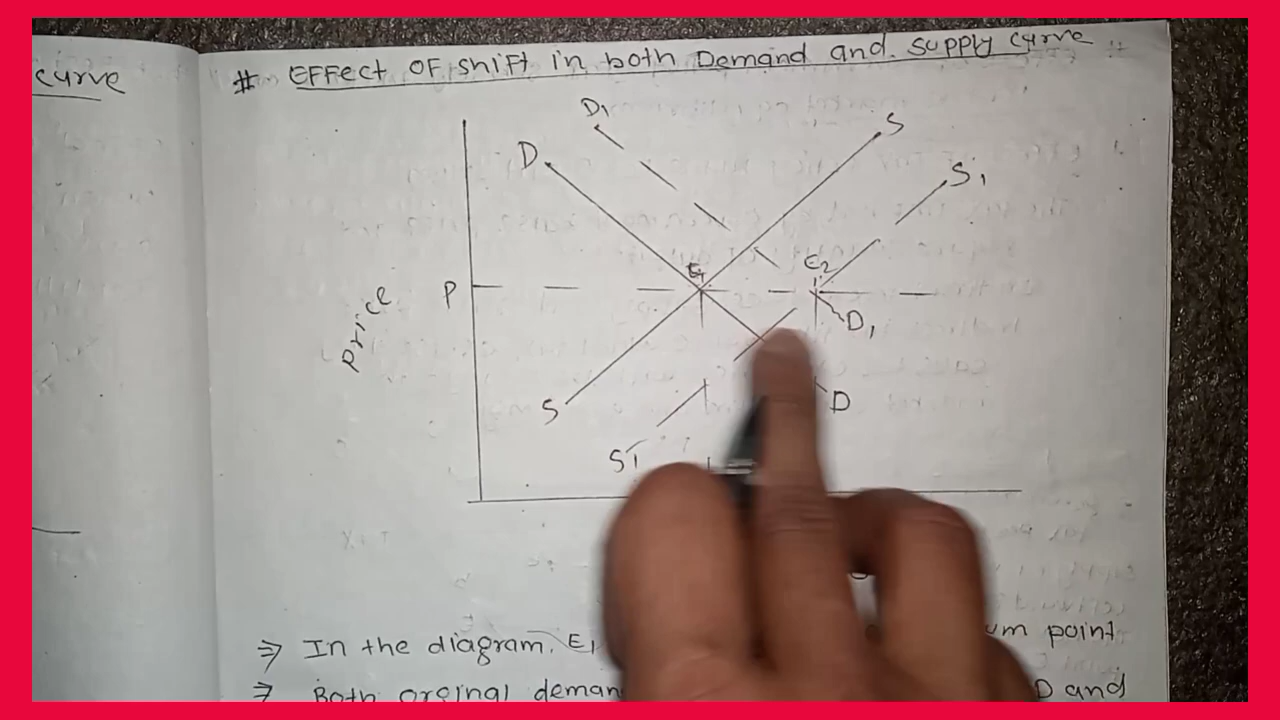 curve
# EFFect OF shift in both Demand and supply curve
D1
D
S
S1
E1
E2
P
price
D1
S
D
S1
⇒ In the diagram. E1 um point
⇒ Both orginal deman D and